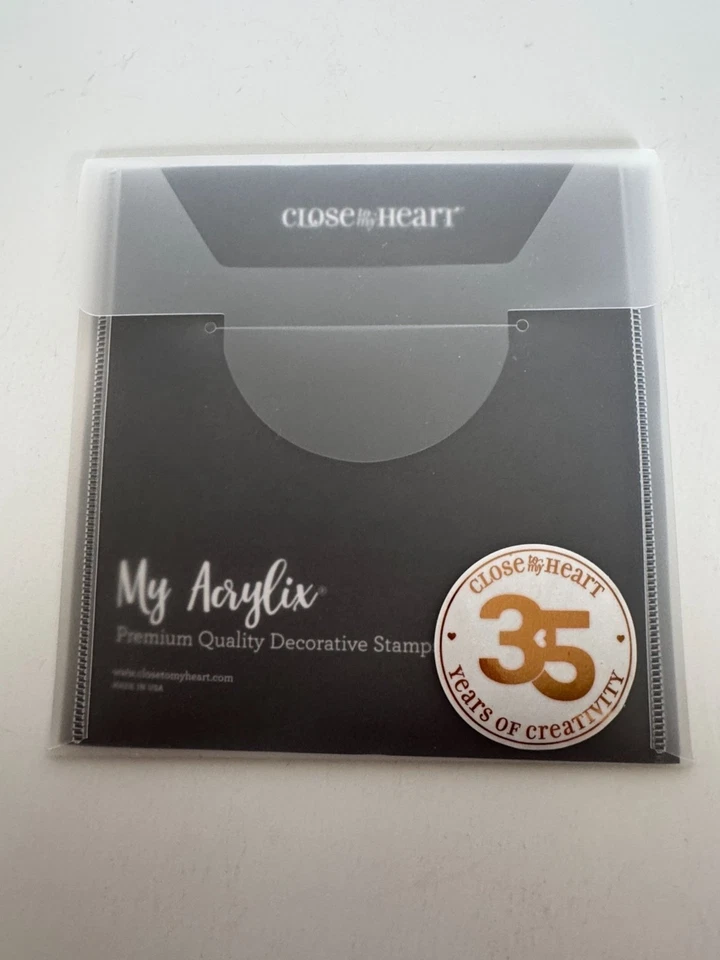 CLOSE to my HEART®
My Acrylix®
Premium Quality Decorative Stamp
www.closetomyheart.com
MADE IN USA
CLOSE to my HEART
35
Years OF creativity